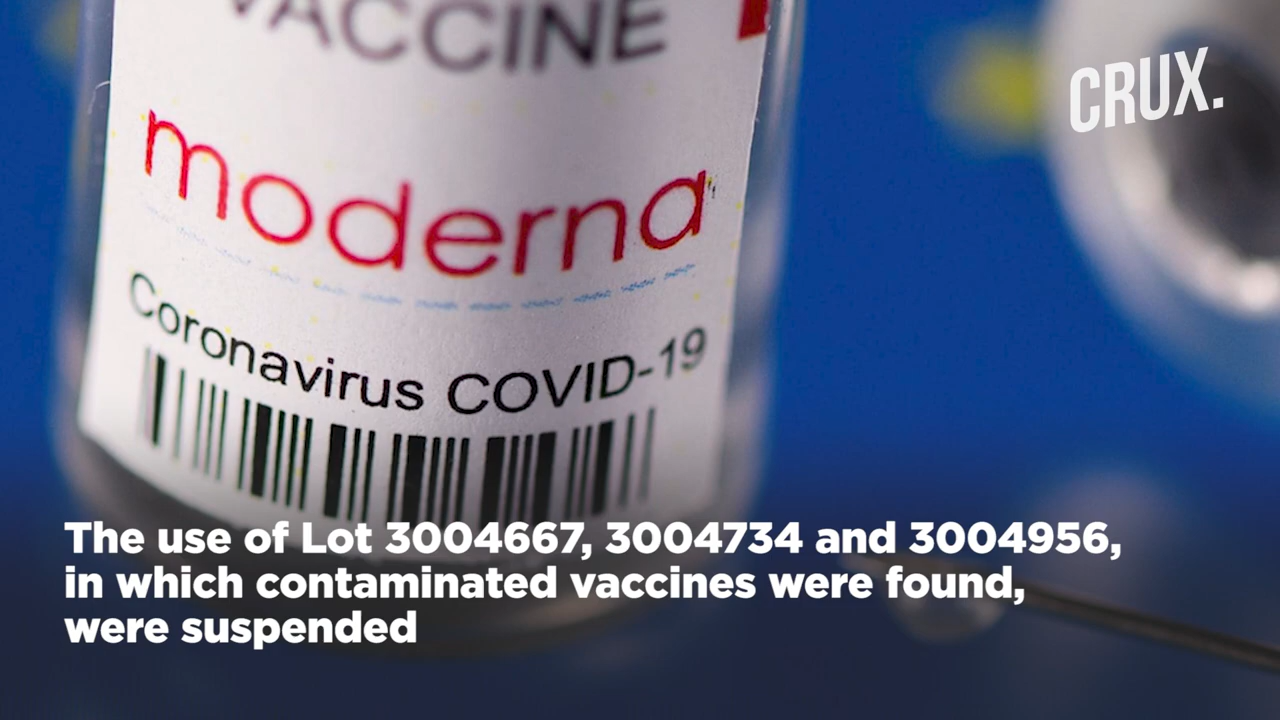 VACCINE
CRUX.
moderna
Coronavirus COVID-19
The use of Lot 3004667, 3004734 and 3004956,
in which contaminated vaccines were found,
were suspended